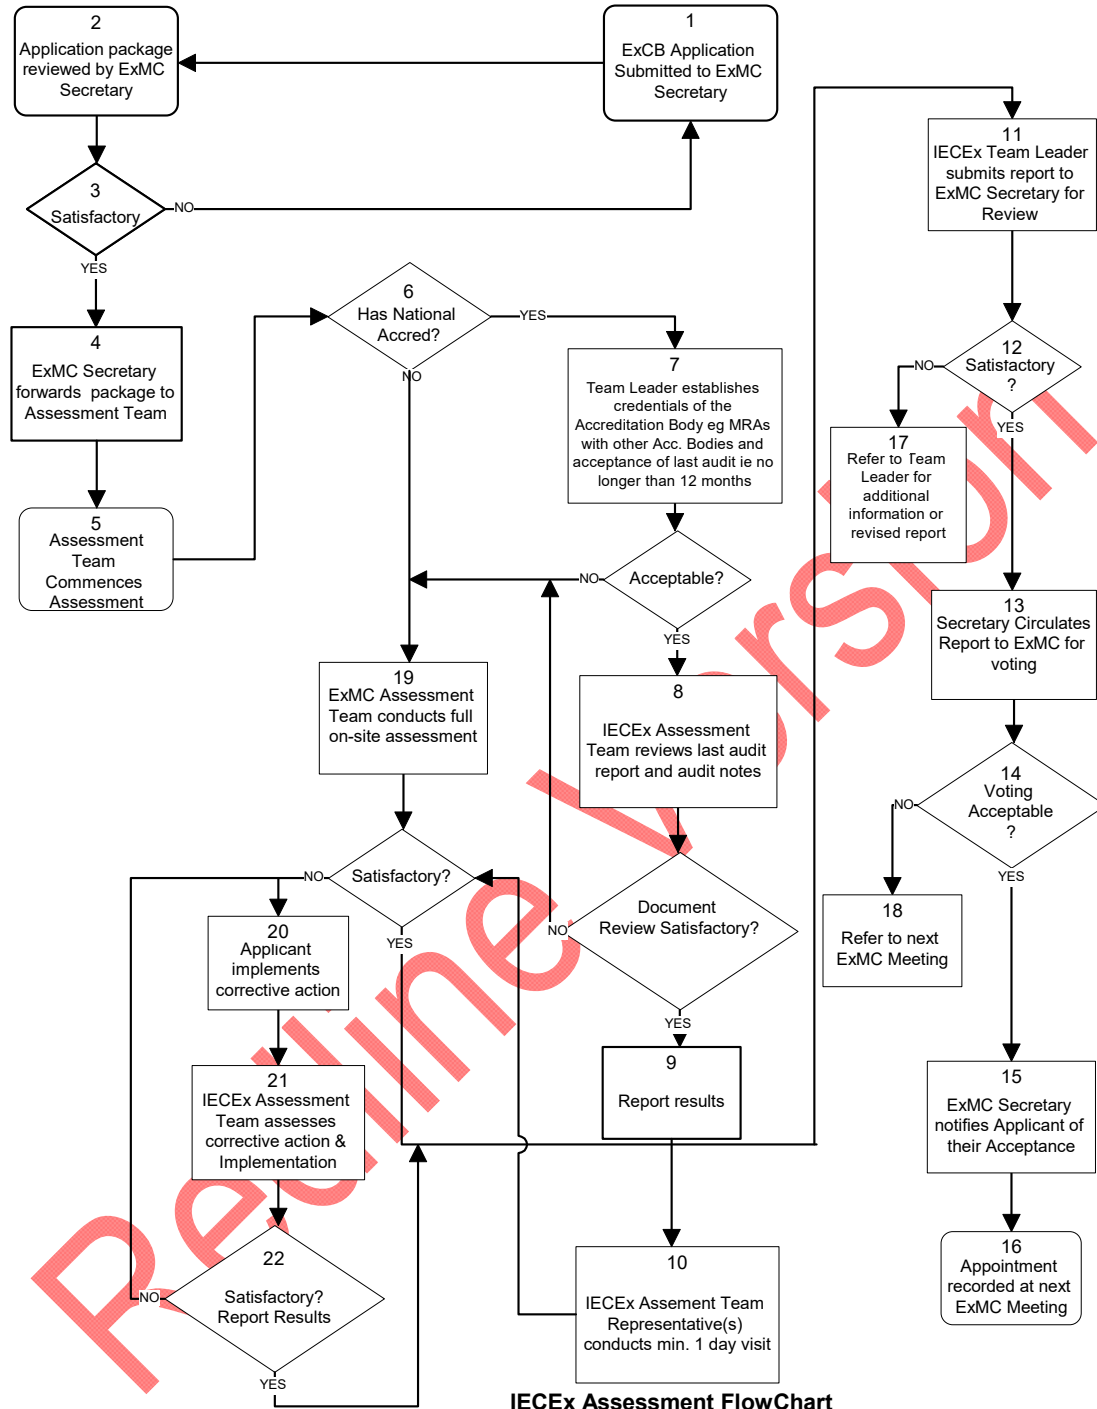 1
ExCB Application
Submitted to ExMC
Secretary
2
Application package
reviewed by ExMC
Secretary
3
Satisfactory
NO
YES
4
ExMC Secretary
forwards package to
Assessment Team
5
Assessment
Team
Commences
Assessment
6
Has National
Accred?
YES
NO
7
Team Leader establishes
credentials of the
Accreditation Body eg MRAs
with other Acc. Bodies and
acceptance of last audit ie no
longer than 12 months
Acceptable?
NO
YES
8
IECEx Assessment
Team reviews last audit
report and audit notes
Document
Review Satisfactory?
NO
YES
9
Report results
10
IECEx Assement Team
Representative(s)
conducts min. 1 day visit
11
IECEx Team Leader
submits report to
ExMC Secretary for
Review
12
Satisfactory
?
NO
YES
17
Refer to Team
Leader for
additional
information or
revised report
13
Secretary Circulates
Report to ExMC for
voting
14
Voting
Acceptable
?
NO
YES
18
Refer to next
ExMC Meeting
15
ExMC Secretary
notifies Applicant of
their Acceptance
16
Appointment
recorded at next
ExMC Meeting
19
ExMC Assessment
Team conducts full
on-site assessment
Satisfactory?
NO
YES
20
Applicant
implements
corrective action
21
IECEx Assessment
Team assesses
corrective action &
Implementation
22
Satisfactory?
Report Results
NO
YES
IECEx Assessment FlowChart
Redline Version